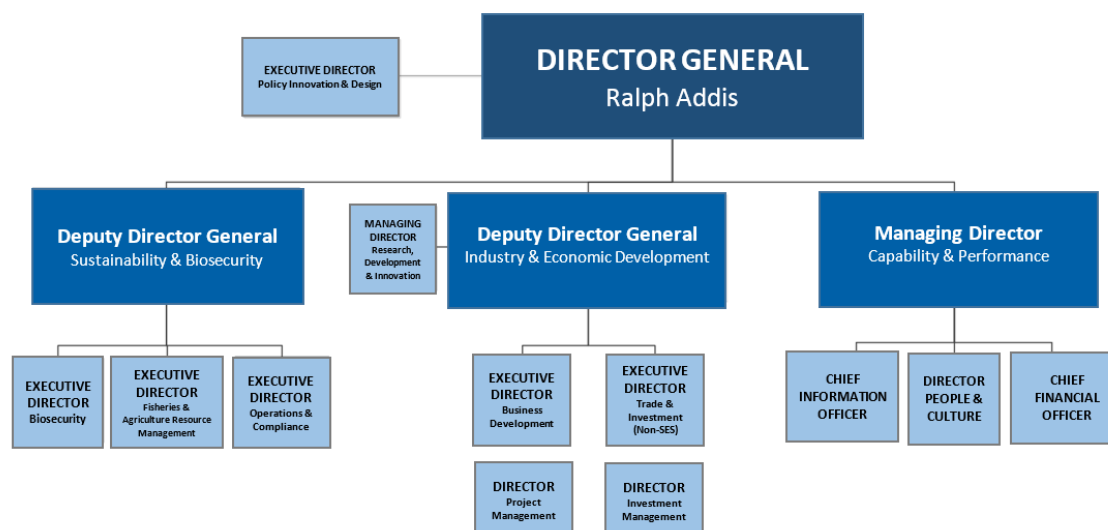 DIRECTOR GENERAL
Ralph Addis
EXECUTIVE DIRECTOR
Policy Innovation & Design
Deputy Director General
Sustainability & Biosecurity
MANAGING
DIRECTOR
Research,
Development
& Innovation
Deputy Director General
Industry & Economic Development
Managing Director
Capability & Performance
EXECUTIVE
DIRECTOR
Biosecurity
EXECUTIVE
DIRECTOR
Fisheries &
Agriculture Resource
Management
EXECUTIVE
DIRECTOR
Operations &
Compliance
EXECUTIVE
DIRECTOR
Business
Development
EXECUTIVE
DIRECTOR
Trade &
Investment
(Non-SES)
CHIEF
INFORMATION
OFFICER
DIRECTOR
PEOPLE &
CULTURE
CHIEF
FINANCIAL
OFFICER
DIRECTOR
Project
Management
DIRECTOR
Investment
Management